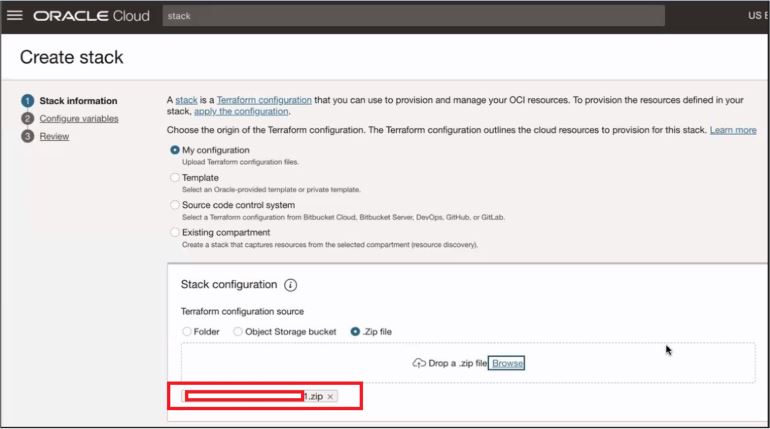 ORACLE Cloud
stack
US E
Create stack
1 Stack information
2 Configure variables
3 Review
A stack is a Terraform configuration that you can use to provision and manage your OCI resources. To provision the resources defined in your
stack, apply the configuration.
Choose the origin of the Terraform configuration. The Terraform configuration outlines the cloud resources to provision for this stack. Learn more
My configuration
Upload Terraform configuration files.
Template
Select an Oracle-provided template or private template.
Source code control system
Select a Terraform configuration from Bitbucket Cloud, Bitbucket Server, DevOps, GitHub, or GitLab.
Existing compartment
Create a stack that captures resources from the selected compartment (resource discovery).
Stack configuration i
Terraform configuration source
Folder Object Storage bucket .Zip file
Drop a .zip file Browse
1.zip ×